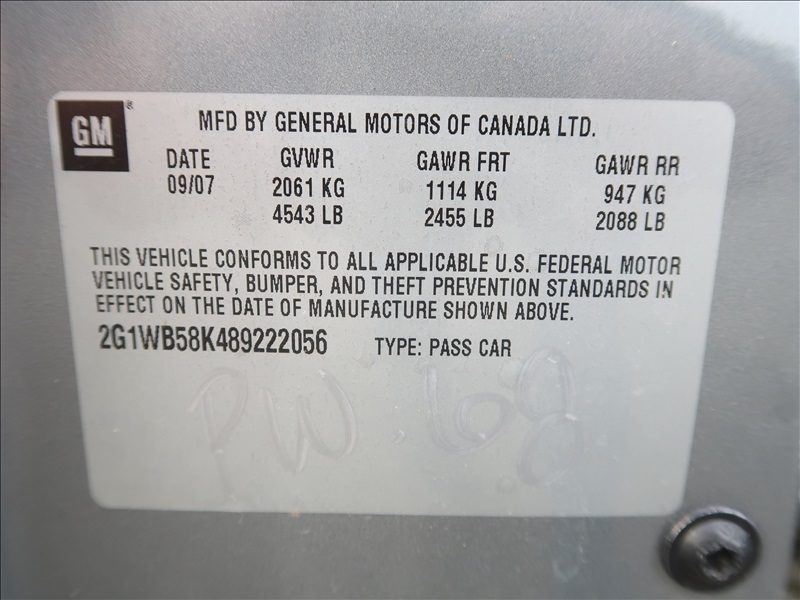 GM
MFD BY GENERAL MOTORS OF CANADA LTD.
DATE GVWR GAWR FRT GAWR RR
09/07 2061 KG 1114 KG 947 KG
4543 LB 2455 LB 2088 LB
THIS VEHICLE CONFORMS TO ALL APPLICABLE U.S. FEDERAL MOTOR
VEHICLE SAFETY, BUMPER, AND THEFT PREVENTION STANDARDS IN
EFFECT ON THE DATE OF MANUFACTURE SHOWN ABOVE.
2G1WB58K489222056 TYPE: PASS CAR